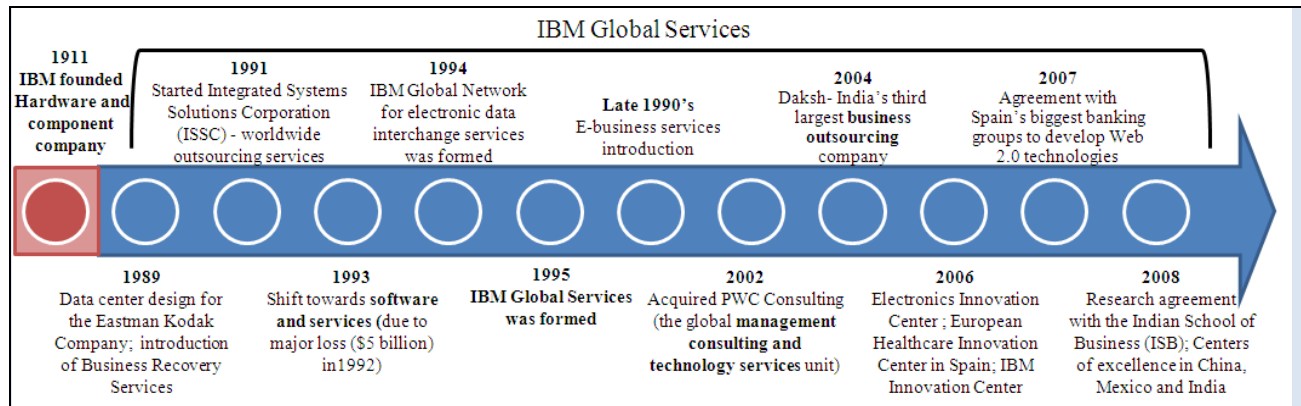 IBM Global Services
1911
IBM founded
Hardware and
component
company
1991
Started Integrated Systems
Solutions Corporation
(ISSC) - worldwide
outsourcing services
1994
IBM Global Network
for electronic data
interchange services
was formed
Late 1990’s
E-business services
introduction
2004
Daksh- India’s third
largest business
outsourcing
company
2007
Agreement with
Spain’s biggest banking
groups to develop Web
2.0 technologies
1989
Data center design for
the Eastman Kodak
Company; introduction
of Business Recovery
Services
1993
Shift towards software
and services (due to
major loss ($5 billion)
in1992)
1995
IBM Global Services
was formed
2002
Acquired PWC Consulting
(the global management
consulting and
technology services unit)
2006
Electronics Innovation
Center ; European
Healthcare Innovation
Center in Spain; IBM
Innovation Center
2008
Research agreement
with the Indian School of
Business (ISB); Centers
of excellence in China,
Mexico and India